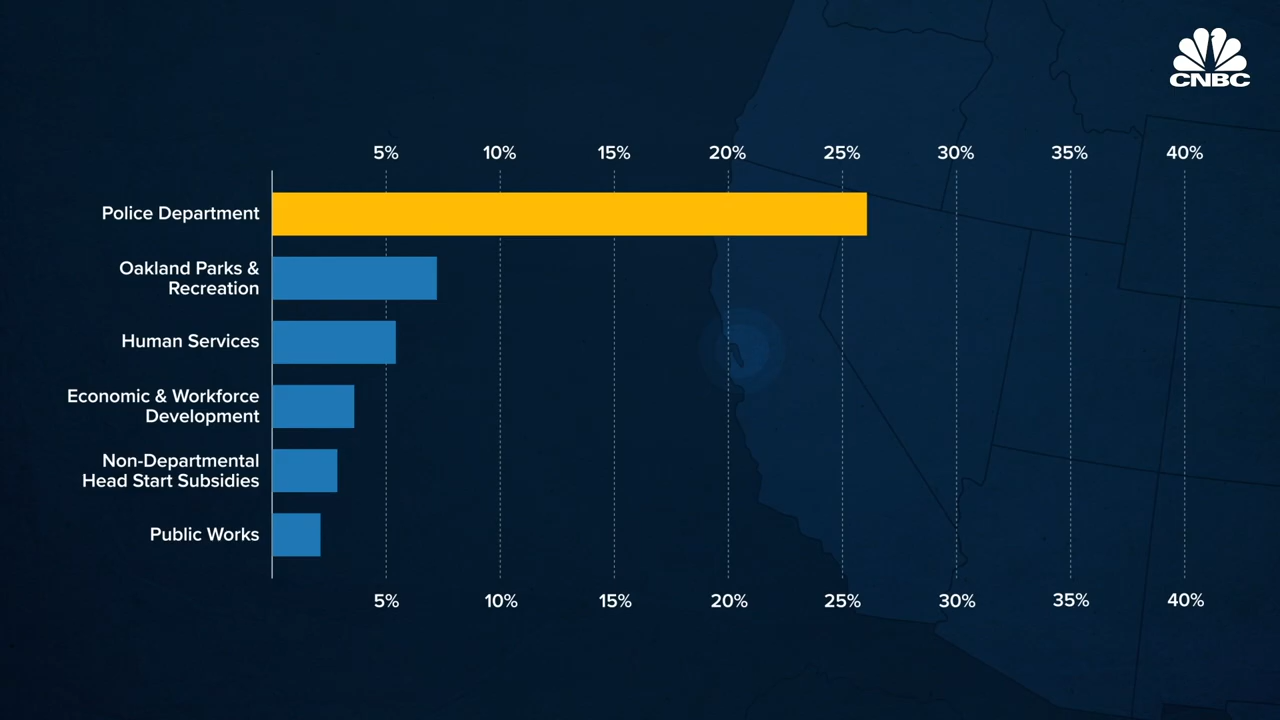 CNBC
5% 10% 15% 20% 25% 30% 35% 40%
Police Department
Oakland Parks &
Recreation
Human Services
Economic & Workforce
Development
Non-Departmental
Head Start Subsidies
Public Works
5% 10% 15% 20% 25% 30% 35% 40%